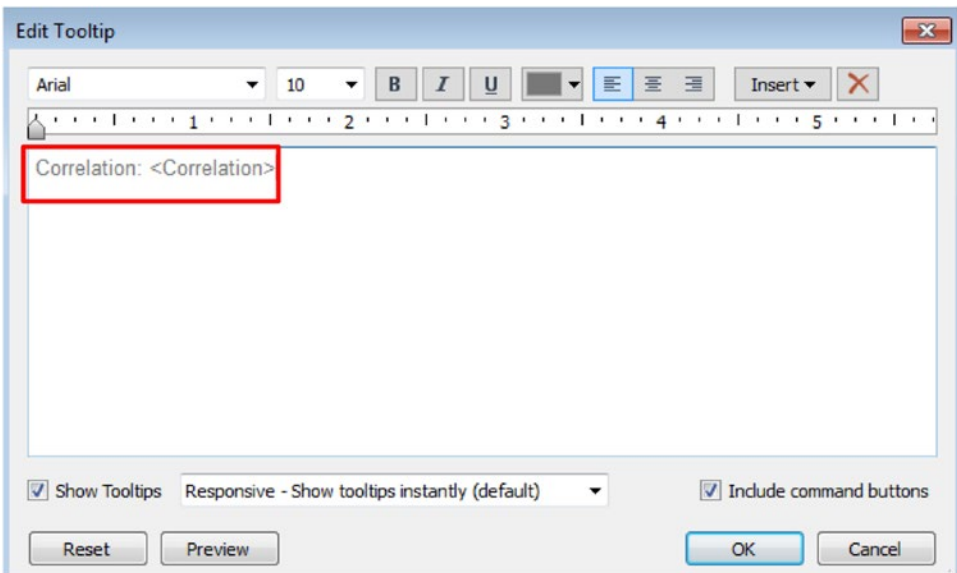 Edit Tooltip
Arial 10 B I U Insert
1 2 3 4 5
Correlation: <Correlation>
Show Tooltips Responsive - Show tooltips instantly (default) Include command buttons
Reset Preview OK Cancel